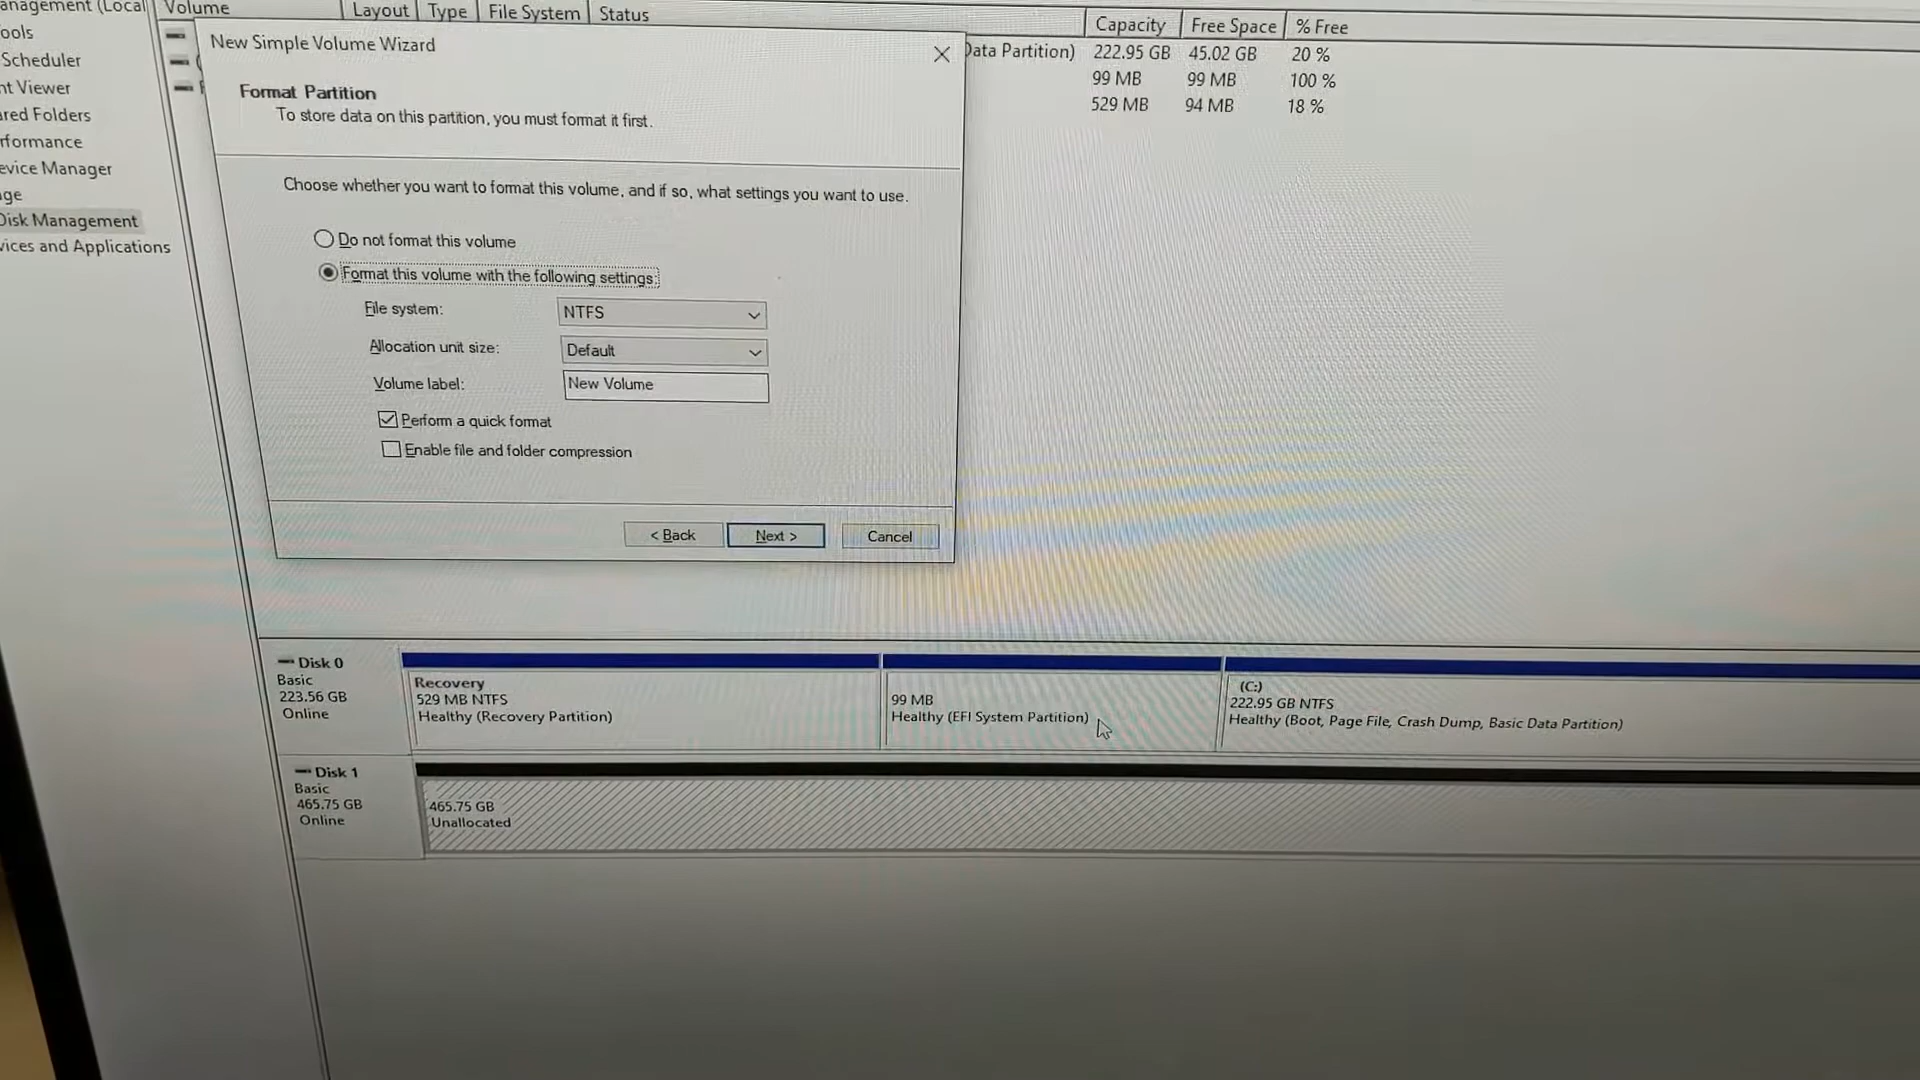 anagement (Local
ools
Scheduler
nt Viewer
ared Folders
rformance
evice Manager
ge
Disk Management
vices and Applications
Volume Layout Type File System Status Capacity Free Space % Free
Data Partition) 222.95 GB 45.02 GB 20 %
99 MB 99 MB 100 %
529 MB 94 MB 18 %
New Simple Volume Wizard
Format Partition
To store data on this partition, you must format it first.
Choose whether you want to format this volume, and if so, what settings you want to use.
Do not format this volume
Format this volume with the following settings:
File system: NTFS
Allocation unit size: Default
Volume label: New Volume
Perform a quick format
Enable file and folder compression
< Back Next > Cancel
Disk 0
Basic
223.56 GB
Online
Recovery
529 MB NTFS
Healthy (Recovery Partition)
99 MB
Healthy (EFI System Partition)
(C:)
222.95 GB NTFS
Healthy (Boot, Page File, Crash Dump, Basic Data Partition)
Disk 1
Basic
465.75 GB
Online
465.75 GB
Unallocated